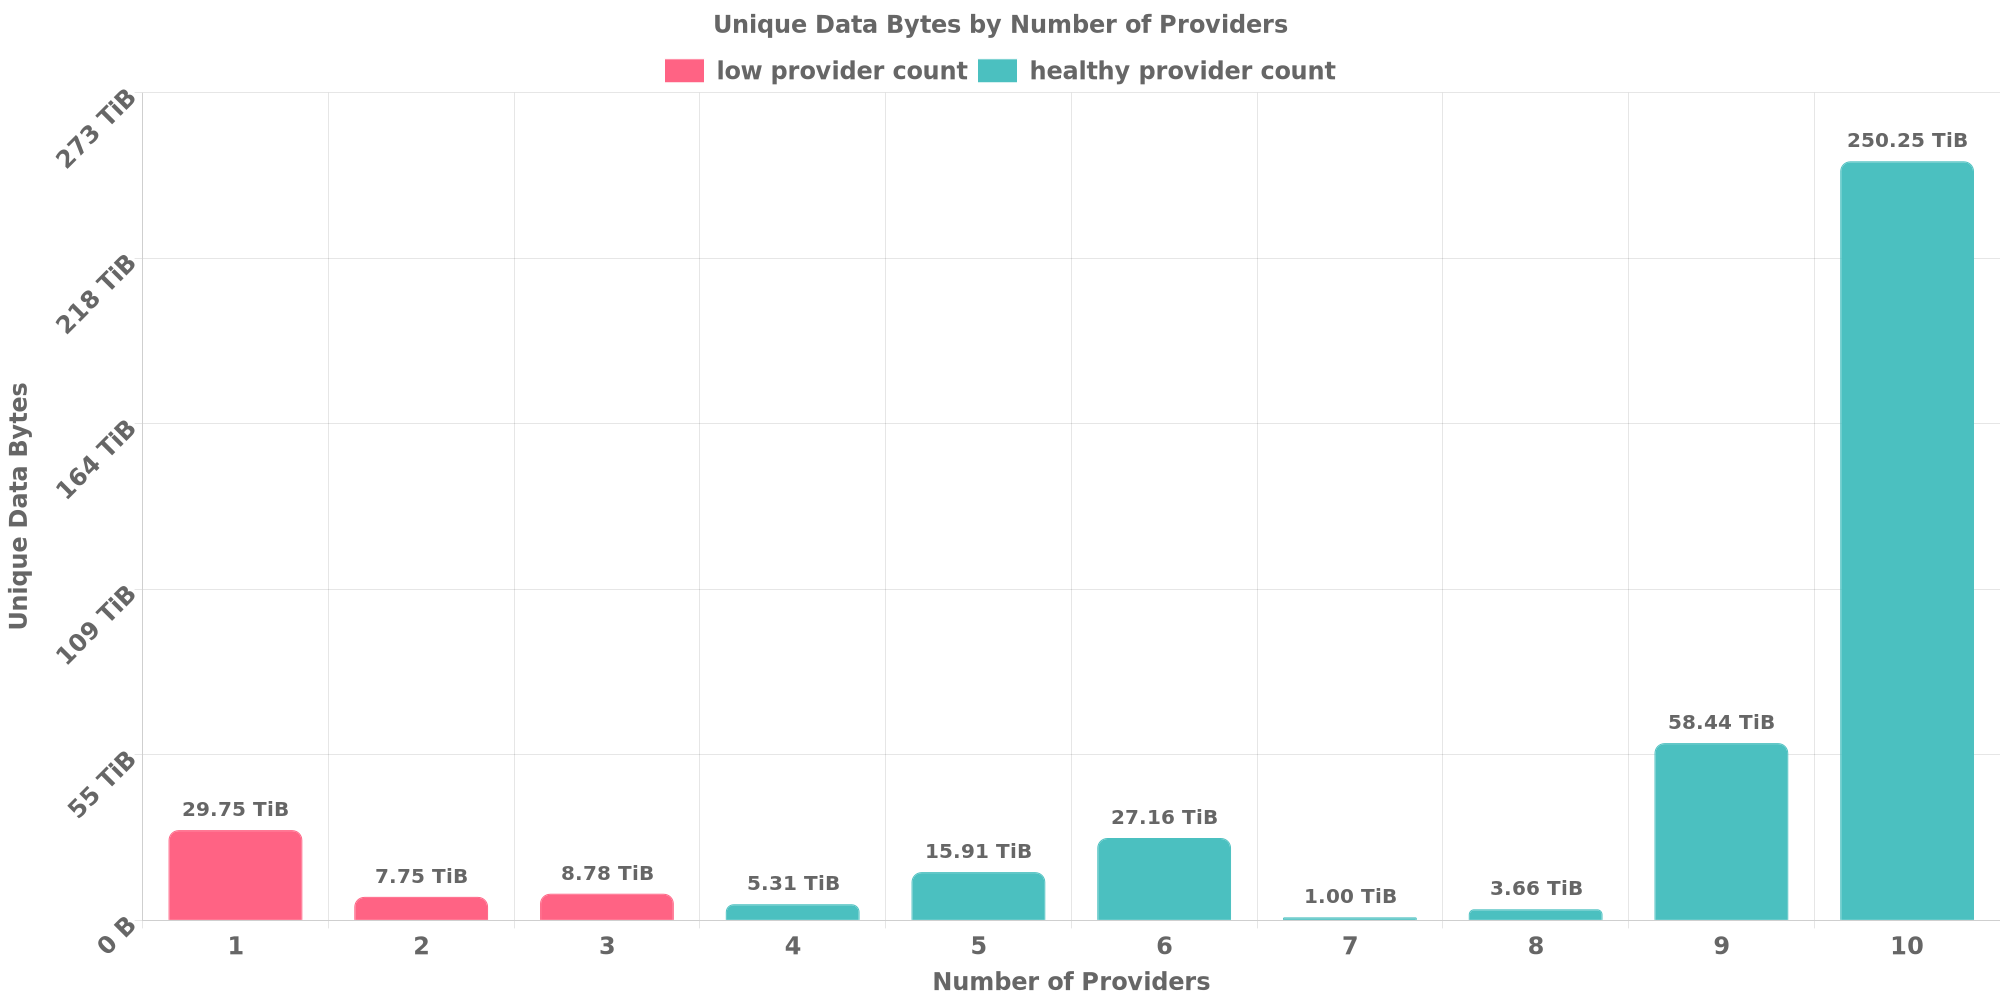 Unique Data Bytes by Number of Providers
low provider count healthy provider count
273 TiB
218 TiB
164 TiB
109 TiB
55 TiB
0 B
Unique Data Bytes
29.75 TiB
7.75 TiB
8.78 TiB
5.31 TiB
15.91 TiB
27.16 TiB
1.00 TiB
3.66 TiB
58.44 TiB
250.25 TiB
1 2 3 4 5 6 7 8 9 10
Number of Providers